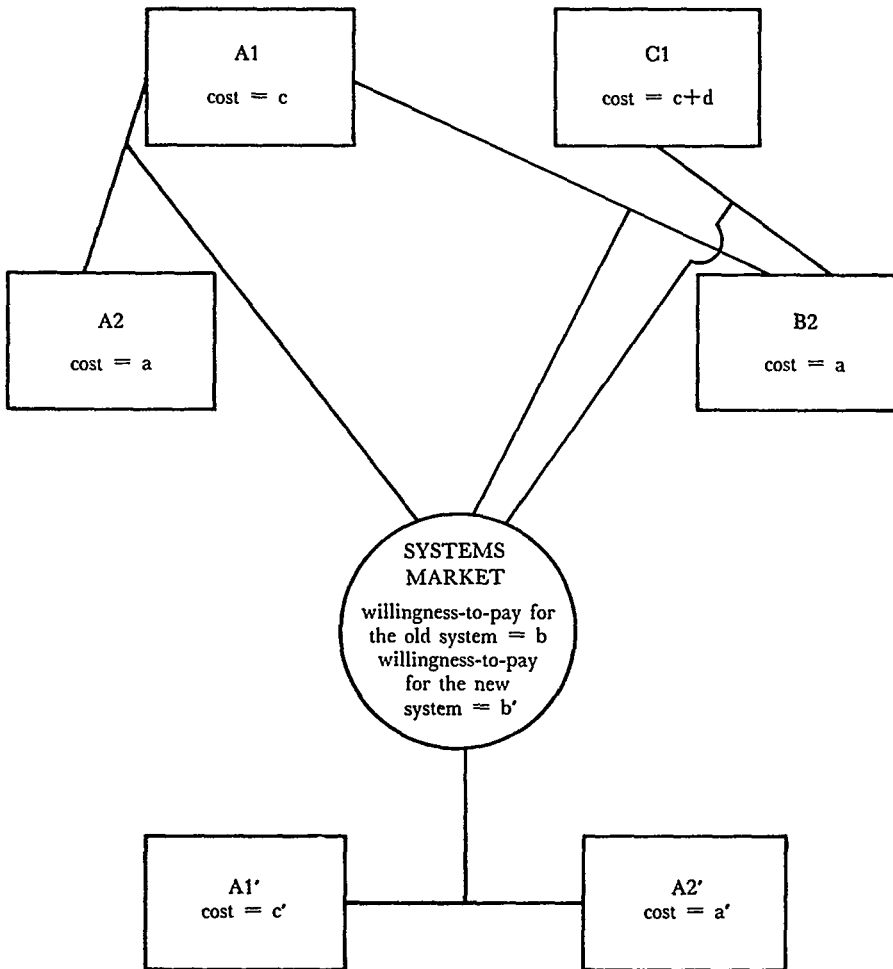 A1
cost = c
C1
cost = c+d
A2
cost = a
B2
cost = a
SYSTEMS
MARKET
willingness-to-pay for
the old system = b
willingness-to-pay
for the new
system = b′
A1′
cost = c′
A2′
cost = a′